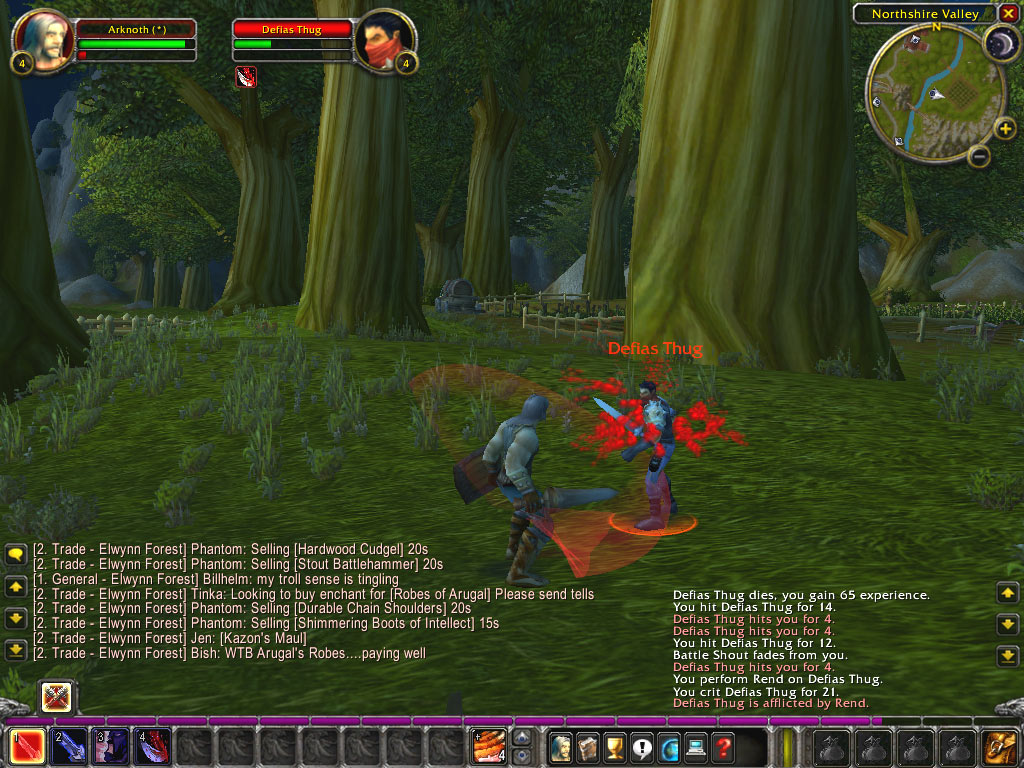 Arknoth (*)
4
Defias Thug
4
Northshire Valley
N
Defias Thug
[2. Trade - Elwynn Forest] Phantom: Selling [Hardwood Cudgel] 20s
[2. Trade - Elwynn Forest] Phantom: Selling [Stout Battlehammer] 20s
[1. General - Elwynn Forest] Billhelm: my troll sense is tingling
[2. Trade - Elwynn Forest] Tinka: Looking to buy enchant for [Robes of Arugal] Please send tells
[2. Trade - Elwynn Forest] Phantom: Selling [Durable Chain Shoulders] 20s
[2. Trade - Elwynn Forest] Phantom: Selling [Shimmering Boots of Intellect] 15s
[2. Trade - Elwynn Forest] Jen: [Kazon's Maul]
[2. Trade - Elwynn Forest] Bish: WTB Arugal's Robes....paying well
Defias Thug dies, you gain 65 experience.
You hit Defias Thug for 14.
Defias Thug hits you for 4.
Defias Thug hits you for 4.
You hit Defias Thug for 12.
Battle Shout fades from you.
Defias Thug hits you for 4.
You perform Rend on Defias Thug.
You crit Defias Thug for 21.
Defias Thug is afflicted by Rend.
1 2 3 4 + 4 ! ?